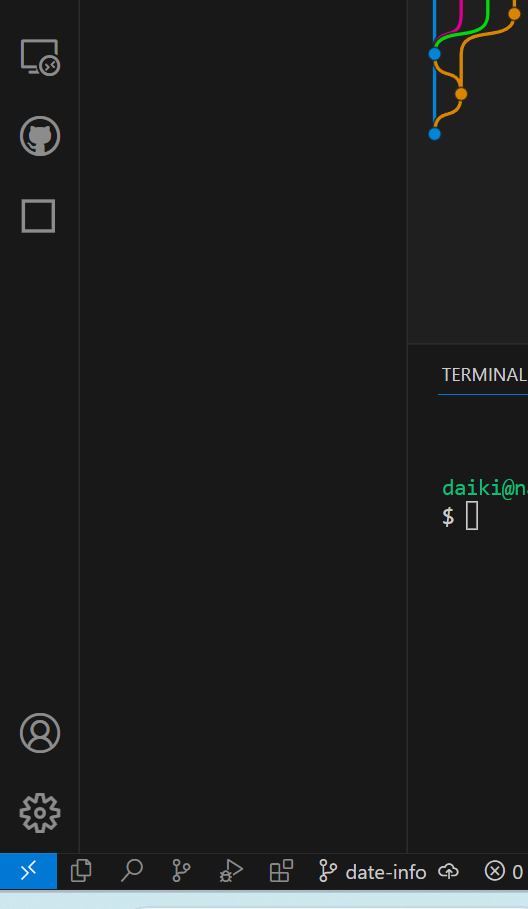 TERMINAL
daiki@n
$
date-info
0